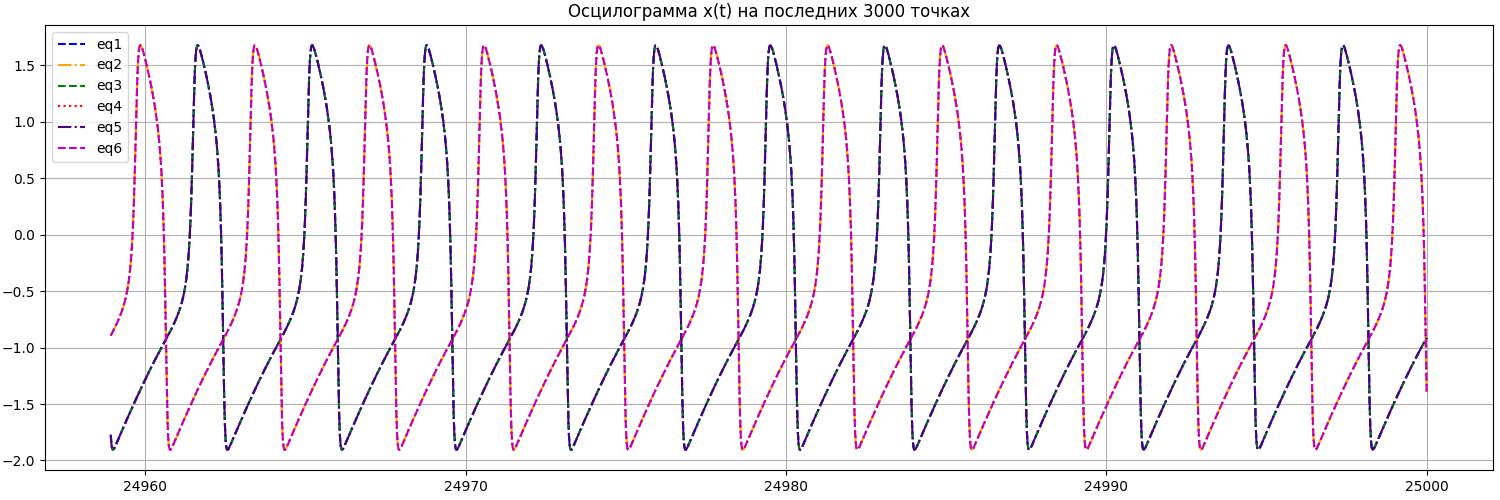 Осцилограмма x(t) на последних 3000 точках
eq1
eq2
eq3
eq4
eq5
eq6
1.5
1.0
0.5
0.0
−0.5
−1.0
−1.5
−2.0
24960 24970 24980 24990 25000